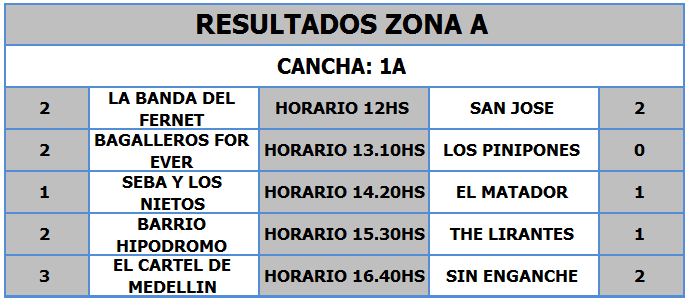 RESULTADOS ZONA A
CANCHA: 1A
2 LA BANDA DEL FERNET HORARIO 12HS SAN JOSE 2
2 BAGALLEROS FOR EVER HORARIO 13.10HS LOS PINIPONES 0
1 SEBA Y LOS NIETOS HORARIO 14.20HS EL MATADOR 1
2 BARRIO HIPODROMO HORARIO 15.30HS THE LIRANTES 1
3 EL CARTEL DE MEDELLIN HORARIO 16.40HS SIN ENGANCHE 2